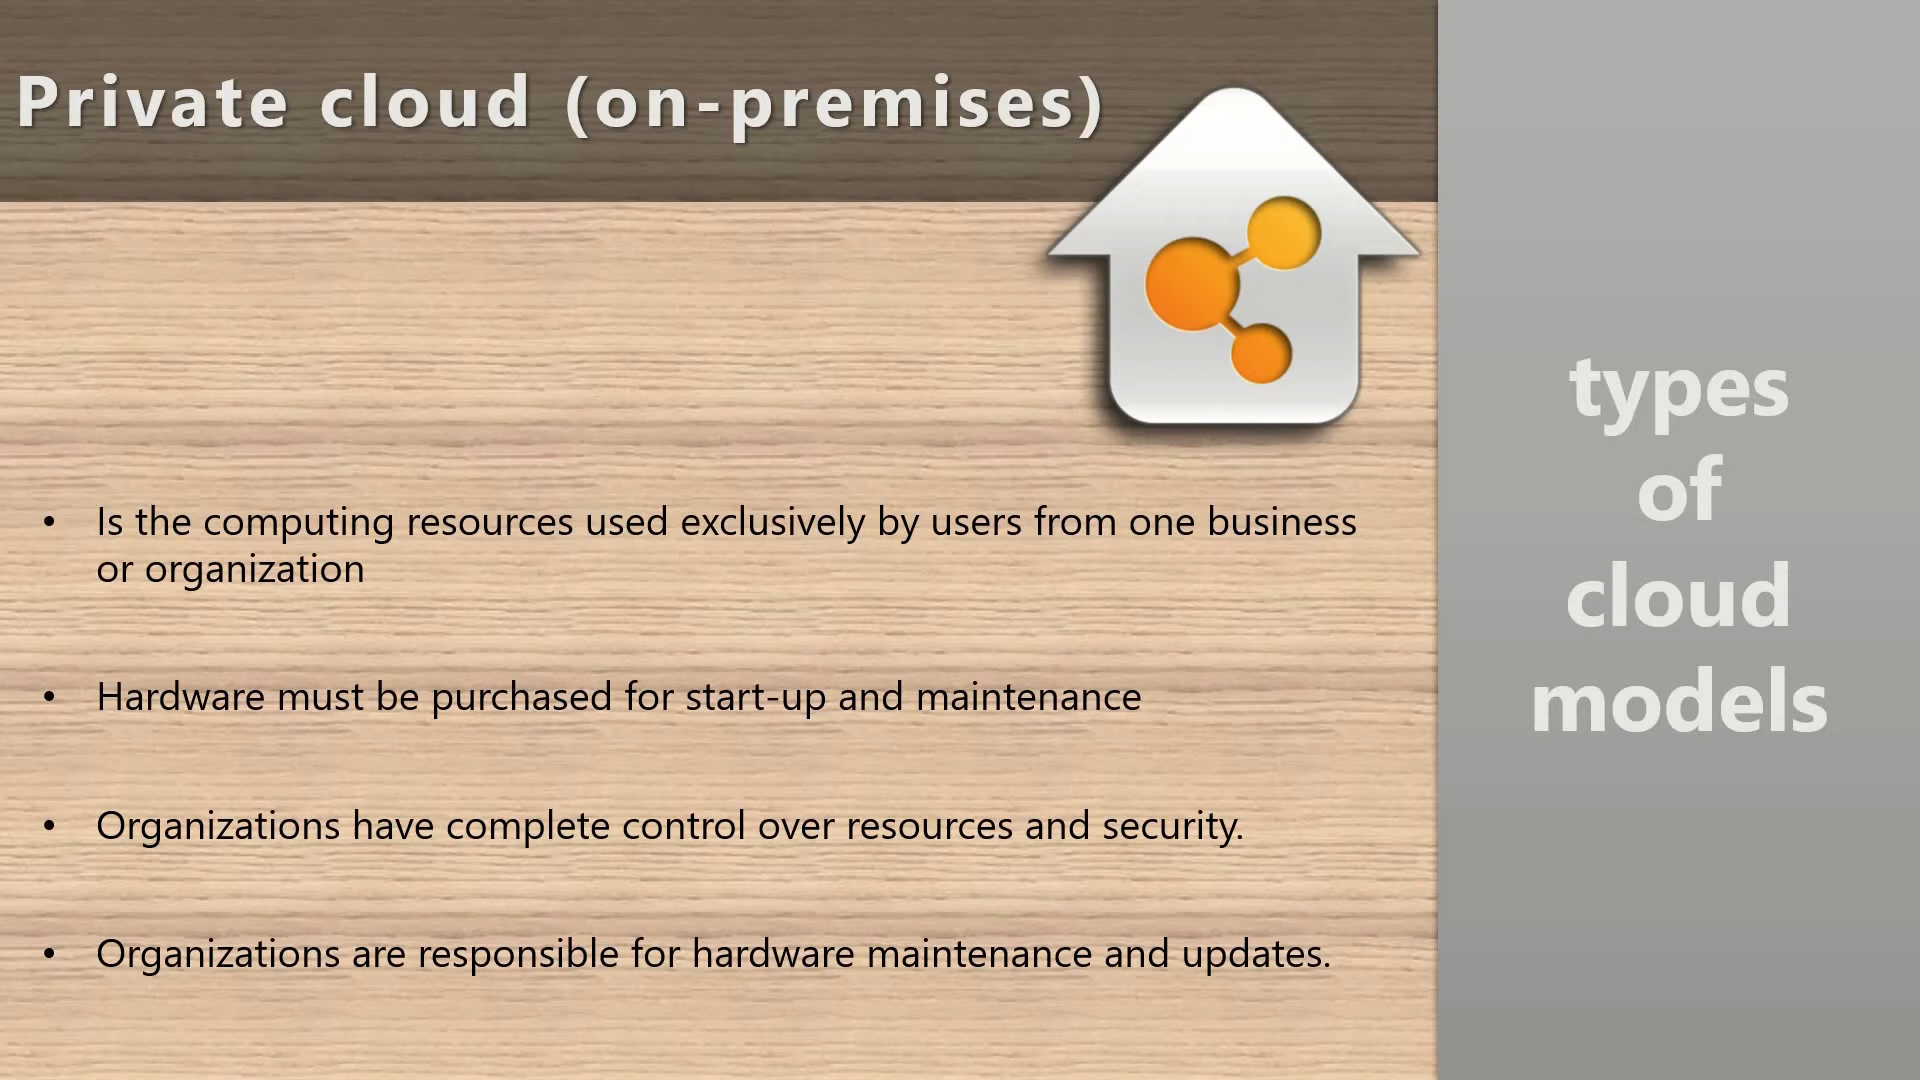 Private cloud (on-premises)
• Is the computing resources used exclusively by users from one business
or organization
• Hardware must be purchased for start-up and maintenance
• Organizations have complete control over resources and security.
• Organizations are responsible for hardware maintenance and updates.
types
of
cloud
models